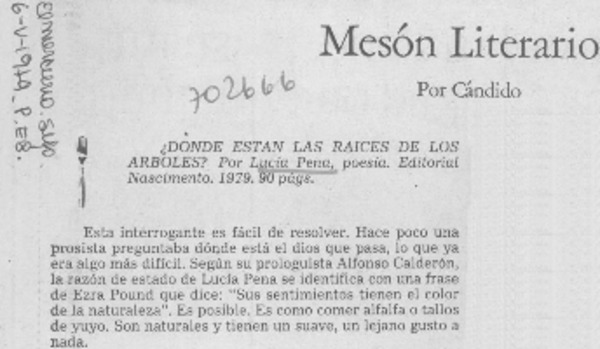 Mesón Literario
Por Cándido
702666
6-V-1979. P. E8.
¿DONDE ESTAN LAS RAICES DE LOS
ARBOLES? Por Lucía Pena, poesía. Editorial
Nascimento. 1979. 90 págs.
Esta interrogante es fácil de resolver. Hace poco una
prosista preguntaba dónde está el dios que pasa, lo que ya
era algo más difícil. Según su prologuista Alfonso Calderón,
la razón de estado de Lucía Pena se identifica con una frase
de Ezra Pound que dice: "Sus sentimientos tienen el color
de la naturaleza". Es posible. Es como comer alfalfa o tallos
de yuyo. Son naturales y tienen un suave, un lejano gusto a
nada.